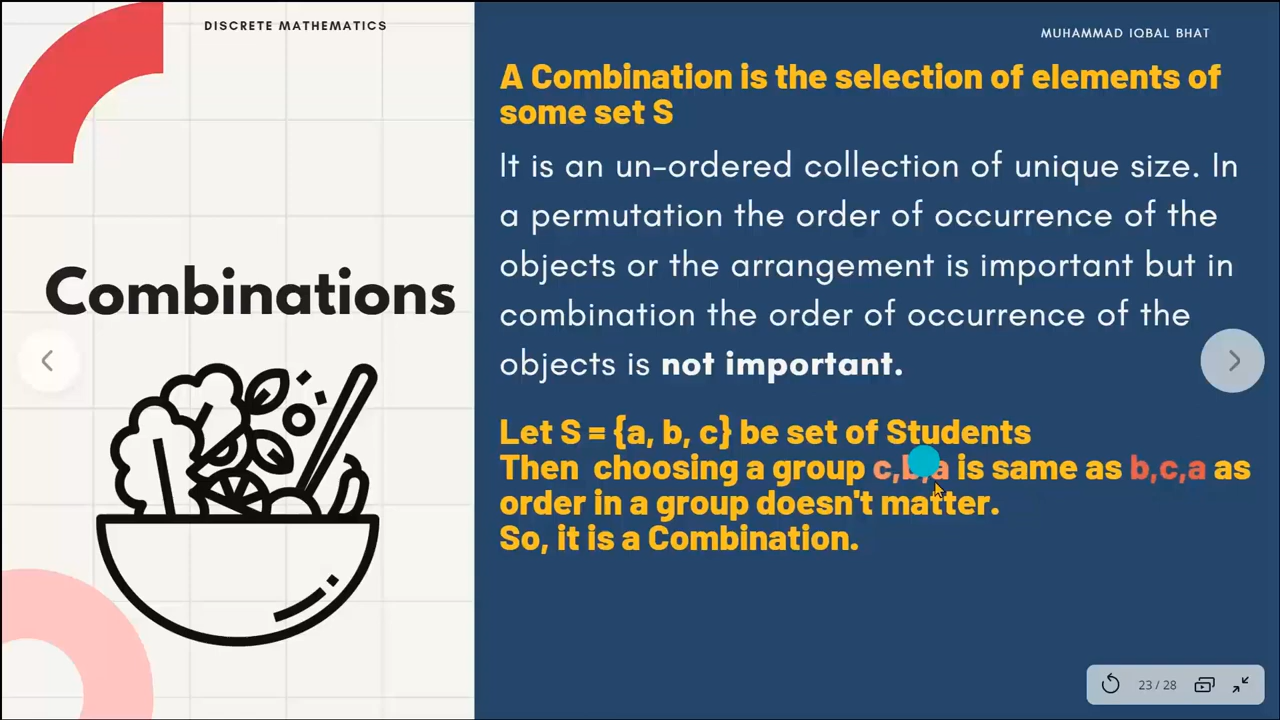 DISCRETE MATHEMATICS
MUHAMMAD IQBAL BHAT
Combinations
A Combination is the selection of elements of
some set S
It is an un-ordered collection of unique size. In
a permutation the order of occurrence of the
objects or the arrangement is important but in
combination the order of occurrence of the
objects is not important.
Let S = {a, b, c} be set of Students
Then choosing a group c,b,a is same as b,c,a as
order in a group doesn't matter.
So, it is a Combination.
23 / 28